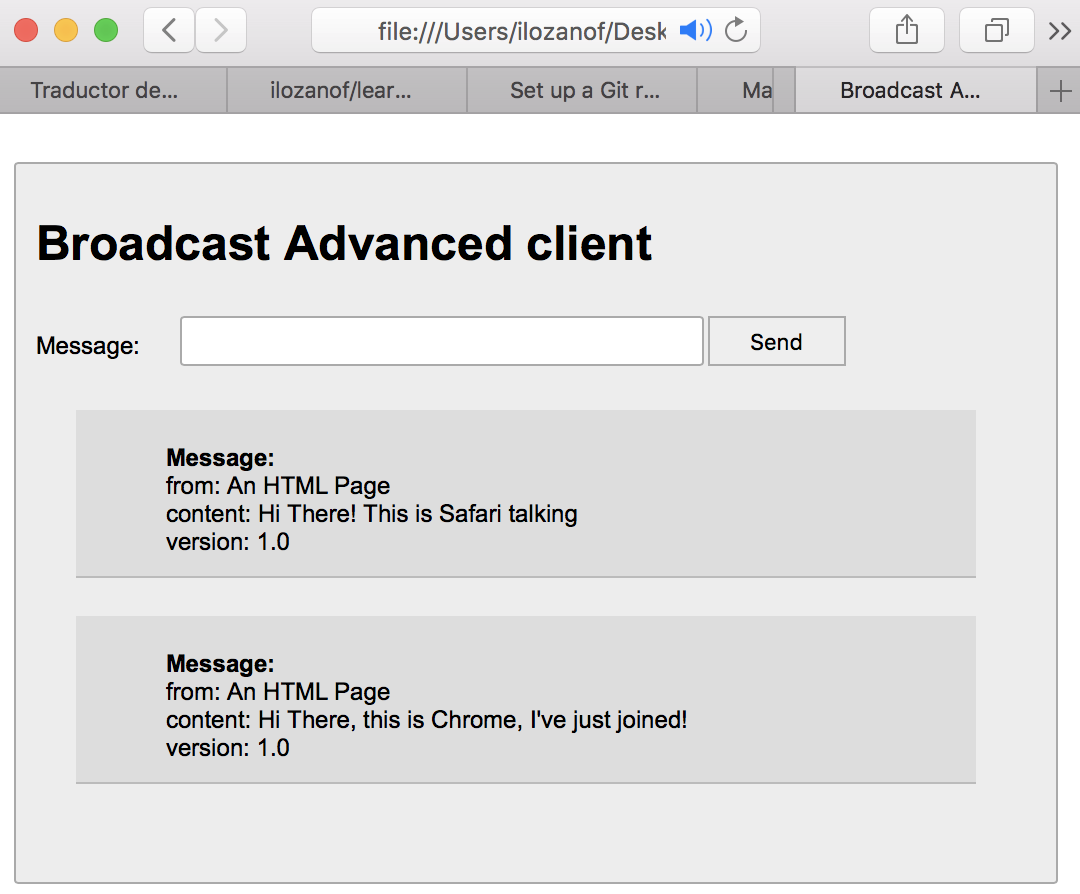 file:///Users/ilozanof/Desk
Traductor de... ilozanof/lear... Set up a Git r... Ma Broadcast A...
Broadcast Advanced client
Message: Send
Message:
from: An HTML Page
content: Hi There! This is Safari talking
version: 1.0
Message:
from: An HTML Page
content: Hi There, this is Chrome, I've just joined!
version: 1.0